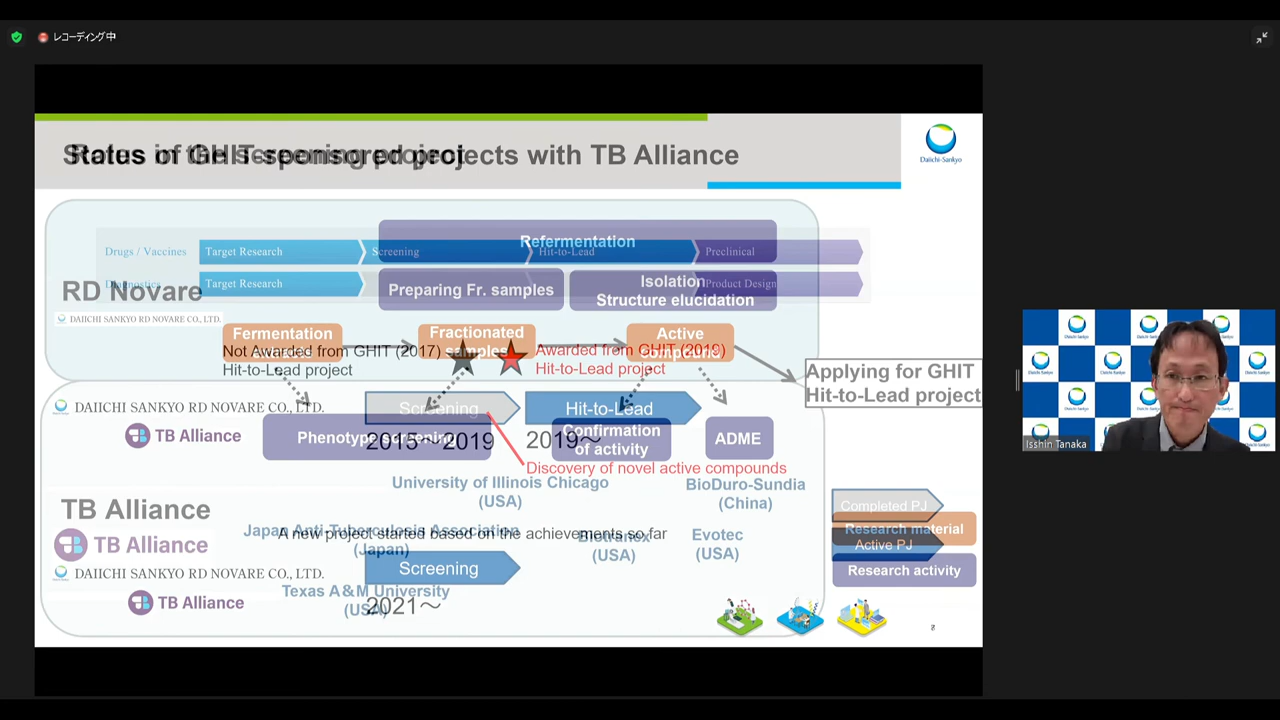 レコーディング中
Status of GHIT-sponsored projects with TB Alliance
Daiichi-Sankyo
Refermentation
Drugs / Vaccines
Target Research
Screening
Hit-to-Lead
Preclinical
Diagnostics
Target Research
Product Design
Preparing Fr. samples
Isolation
Structure elucidation
RD Novare
DAIICHI SANKYO RD NOVARE CO., LTD.
Fermentation
Fractionated
samples
Active
compound
Not Awarded from GHIT (2017)
Hit-to-Lead project
Awarded from GHIT (2019)
Hit-to-Lead project
Applying for GHIT
Hit-to-Lead project
DAIICHI SANKYO RD NOVARE CO., LTD.
TB Alliance
Screening
Hit-to-Lead
Phenotype screening
2015~2019
2019~
Confirmation
of activity
ADME
Discovery of novel active compounds
University of Illinois Chicago
(USA)
BioDuro-Sundia
(China)
TB Alliance
TB Alliance
Japan Anti-Tuberculosis Association
(Japan)
A new project started based on the achievements so far
(USA)
Evotec
(USA)
DAIICHI SANKYO RD NOVARE CO., LTD.
TB Alliance
Screening
Texas A&M University
(USA)
2021~
Completed PJ
Research material
Active PJ
Research activity
Isshin Tanaka